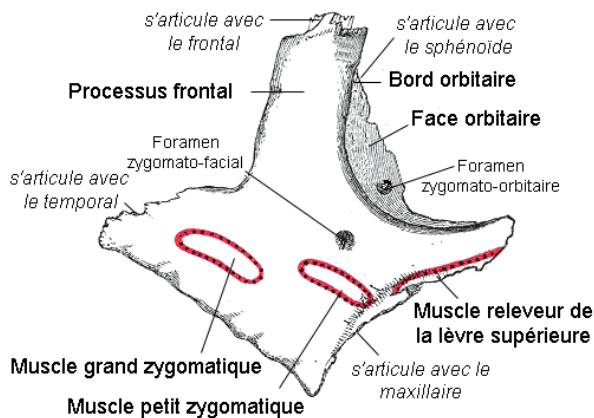 s'articule avec
le frontal
s'articule avec
le sphénoïde
Bord orbitaire
Processus frontal
Face orbitaire
Foramen
zygomato-facial
Foramen
zygomato-orbitaire
s'articule avec
le temporal
Muscle releveur de
la lèvre supérieure
Muscle grand zygomatique
s'articule avec le
maxillaire
Muscle petit zygomatique